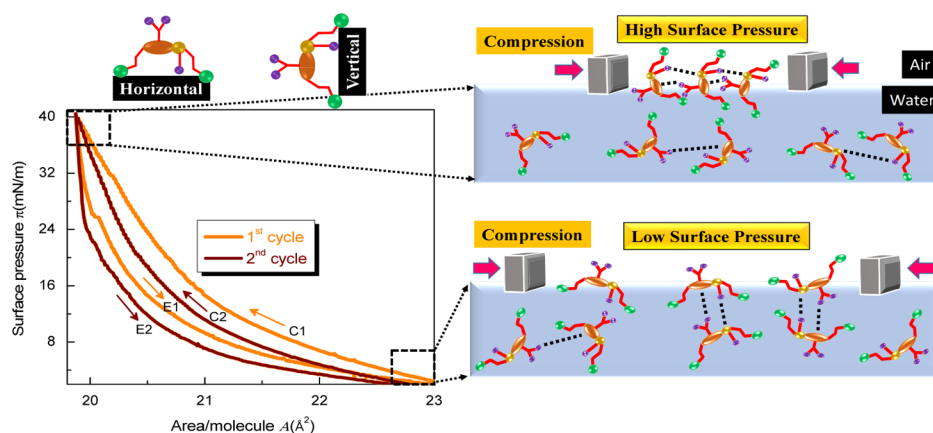 Horizontal
Vertical
Compression
High Surface Pressure
Air
Water
40
32
24
16
8
Surface pressure π(mN/m)
1st cycle
2nd cycle
E1
E2
C2
C1
20
21
22
23
Area/molecule A(Å²)
Compression
Low Surface Pressure